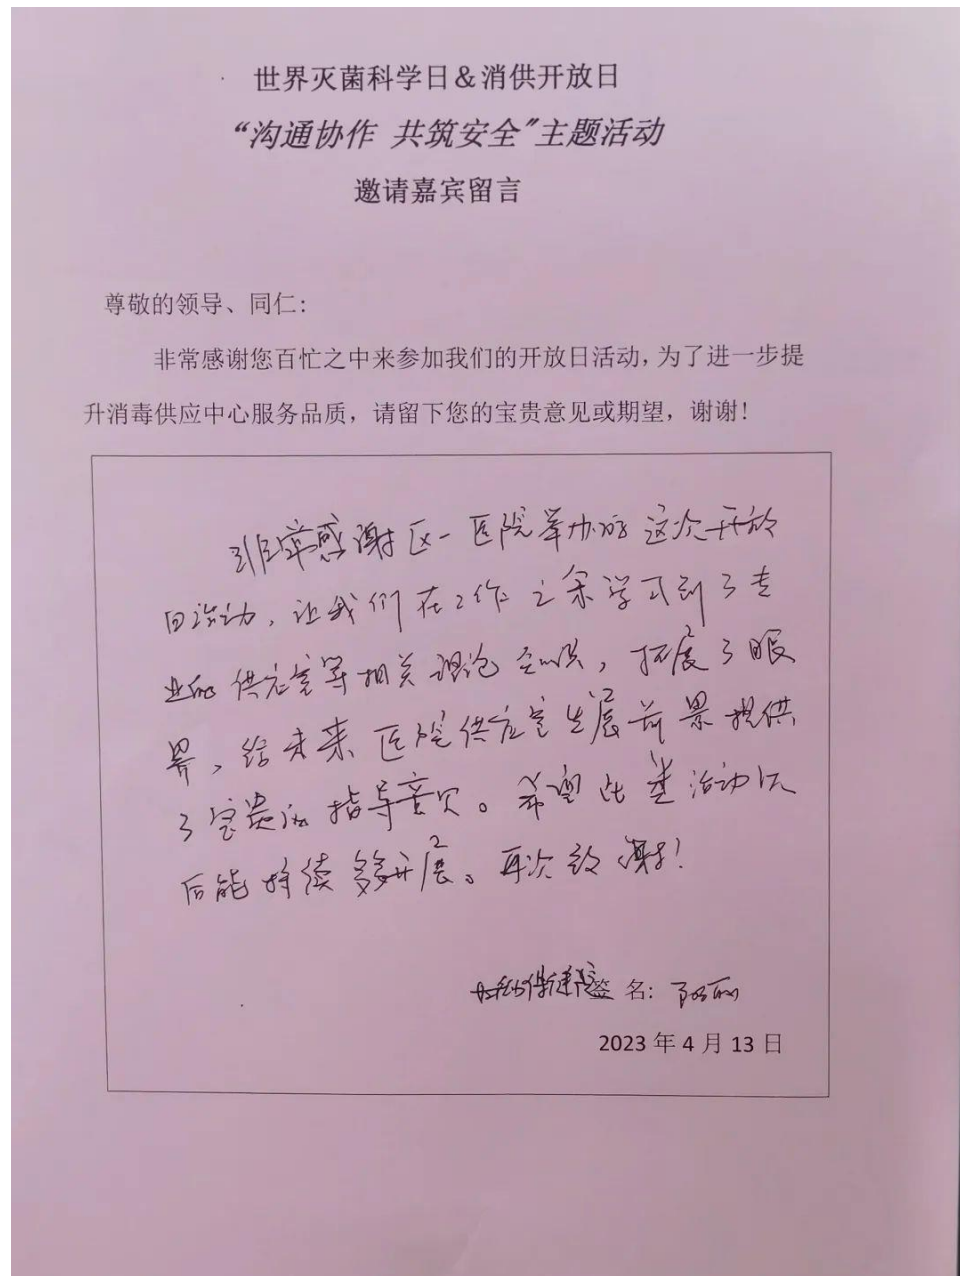 世界灭菌科学日&消供开放日
“沟通协作 共筑安全”主题活动
邀请嘉宾留言
尊敬的领导、同仁:
非常感谢您百忙之中来参加我们的开放日活动,为了进一步提
升消毒供应中心服务品质,请留下您的宝贵意见或期望,谢谢!
非常感谢区一医院举办的这次开放
日活动,让我们在工作之余学习到了专
业的供应室等相关理论知识,拓展了眼
界,给未来医院供应室发展前景提供
了宝贵的指导意见。希望此类活动以
后能持续多多开展。再次致谢!
妇幼保健院签名:
2023年4月13日